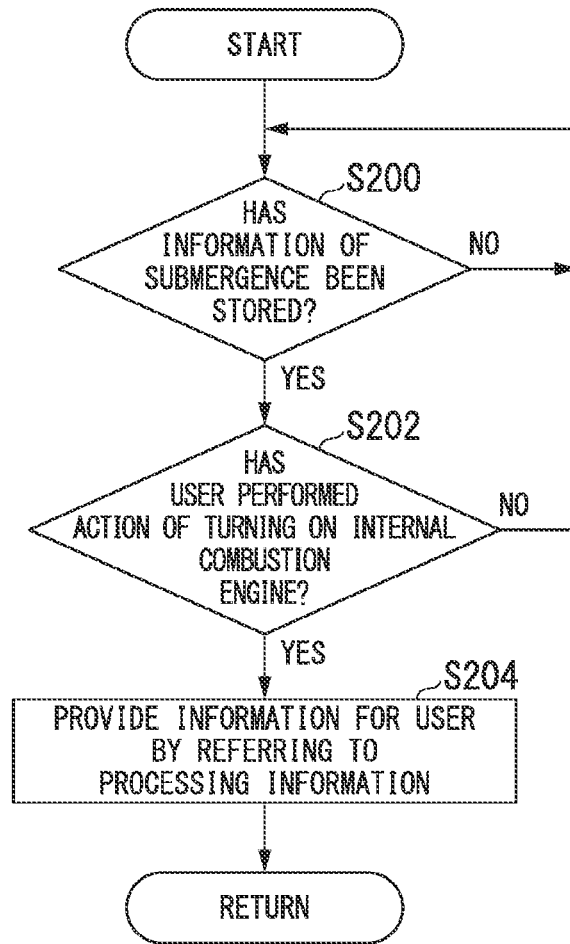 START
S200
HAS
INFORMATION OF
SUBMERGENCE BEEN
STORED?
NO
YES
S202
HAS
USER PERFORMED
ACTION OF TURNING ON INTERNAL
COMBUSTION
ENGINE?
NO
YES
S204
PROVIDE INFORMATION FOR USER
BY REFERRING TO
PROCESSING INFORMATION
RETURN